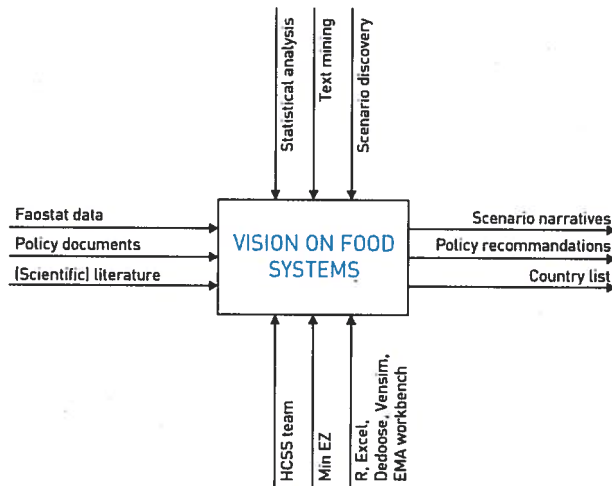 Statistical analysis
Text mining
Scenario discovery
Faostat data
Policy documents
(Scientific) literature
VISION ON FOOD
SYSTEMS
Scenario narratives
Policy recommandations
Country list
HCSS team
Min EZ
R, Excel,
Dedoose, Vensim,
EMA workbench